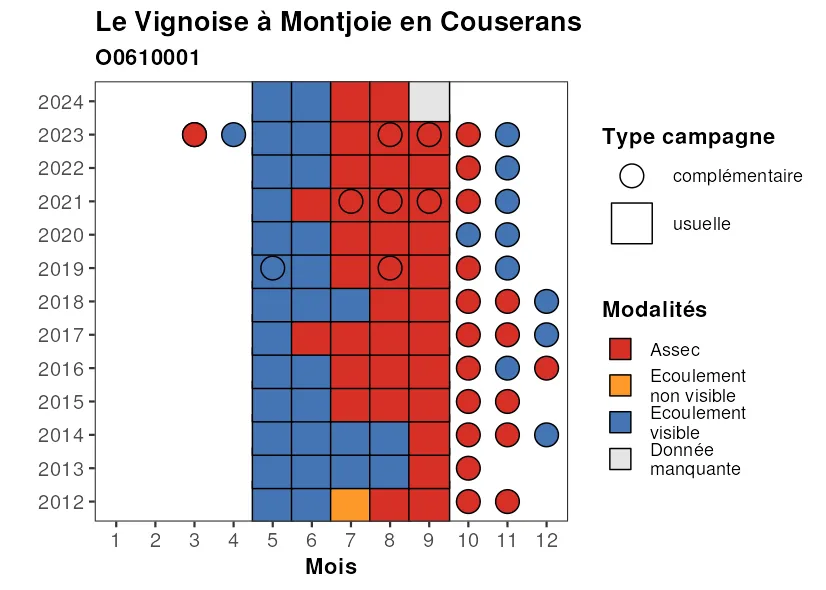 Le Vignoise à Montjoie en Couserans
O0610001
2024
2023
2022
2021
2020
2019
2018
2017
2016
2015
2014
2013
2012
1 2 3 4 5 6 7 8 9 10 11 12
Mois
Type campagne
complémentaire
usuelle
Modalités
Assec
Ecoulement
non visible
Ecoulement
visible
Donnée
manquante